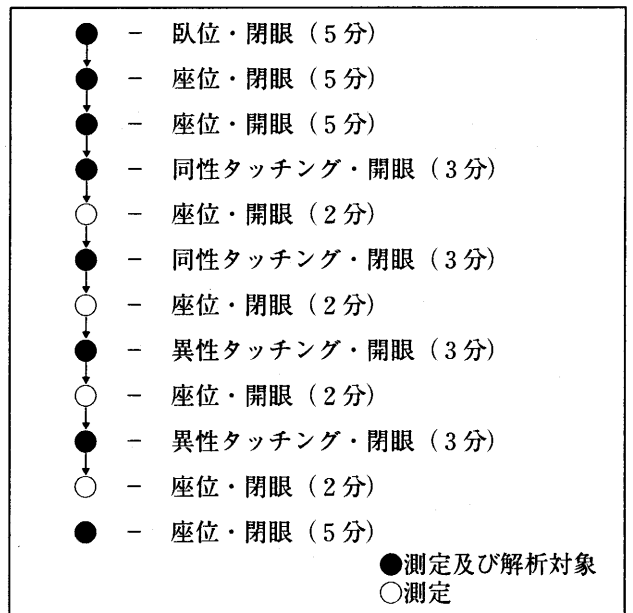 ● － 臥位・閉眼（5分）
● － 座位・閉眼（5分）
● － 座位・開眼（5分）
● － 同性タッチング・開眼（3分）
○ － 座位・開眼（2分）
● － 同性タッチング・閉眼（3分）
○ － 座位・閉眼（2分）
● － 異性タッチング・開眼（3分）
○ － 座位・開眼（2分）
● － 異性タッチング・閉眼（3分）
○ － 座位・閉眼（2分）
● － 座位・閉眼（5分）
●測定及び解析対象
○測定